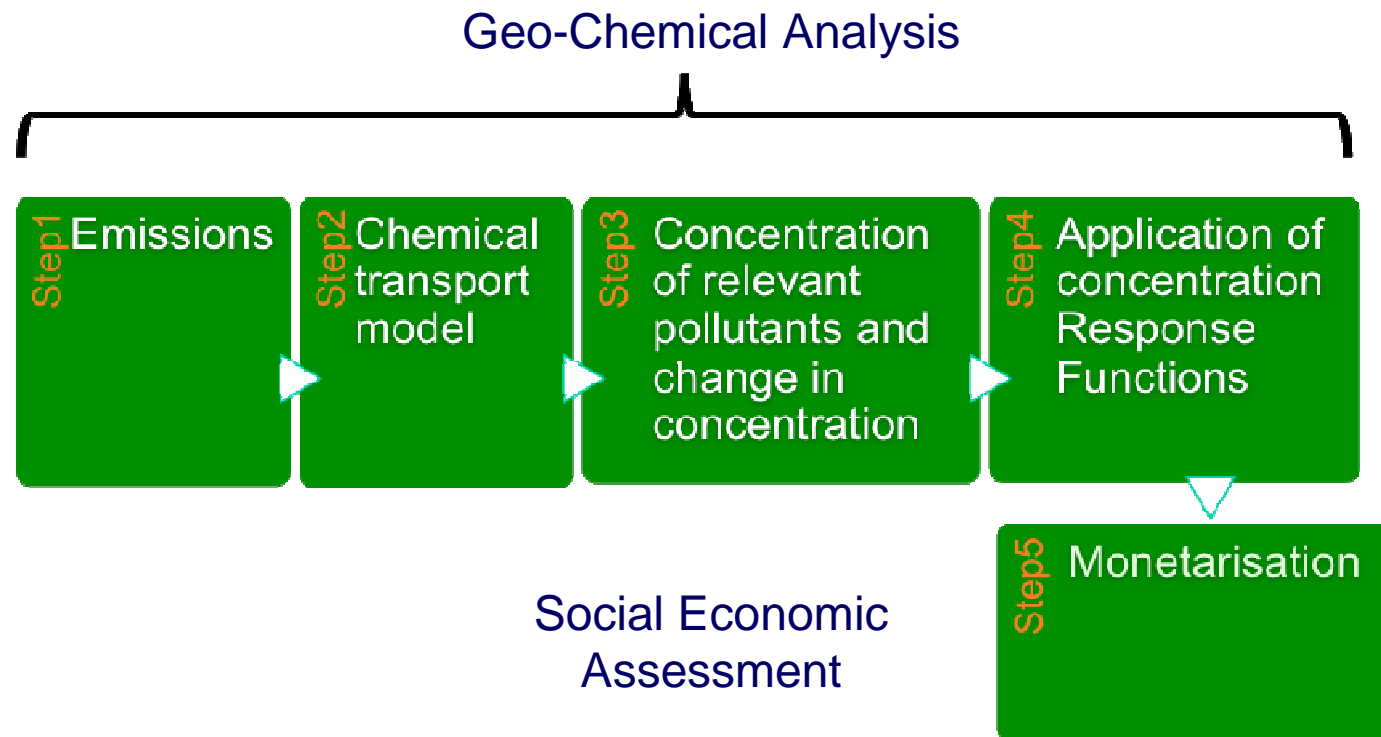 Geo-Chemical Analysis
Step1
Emissions
Step2
Chemical
transport
model
Step3
Concentration
of relevant
pollutants and
change in
concentration
Step4
Application of
concentration
Response
Functions
Step5
Monetarisation
Social Economic
Assessment